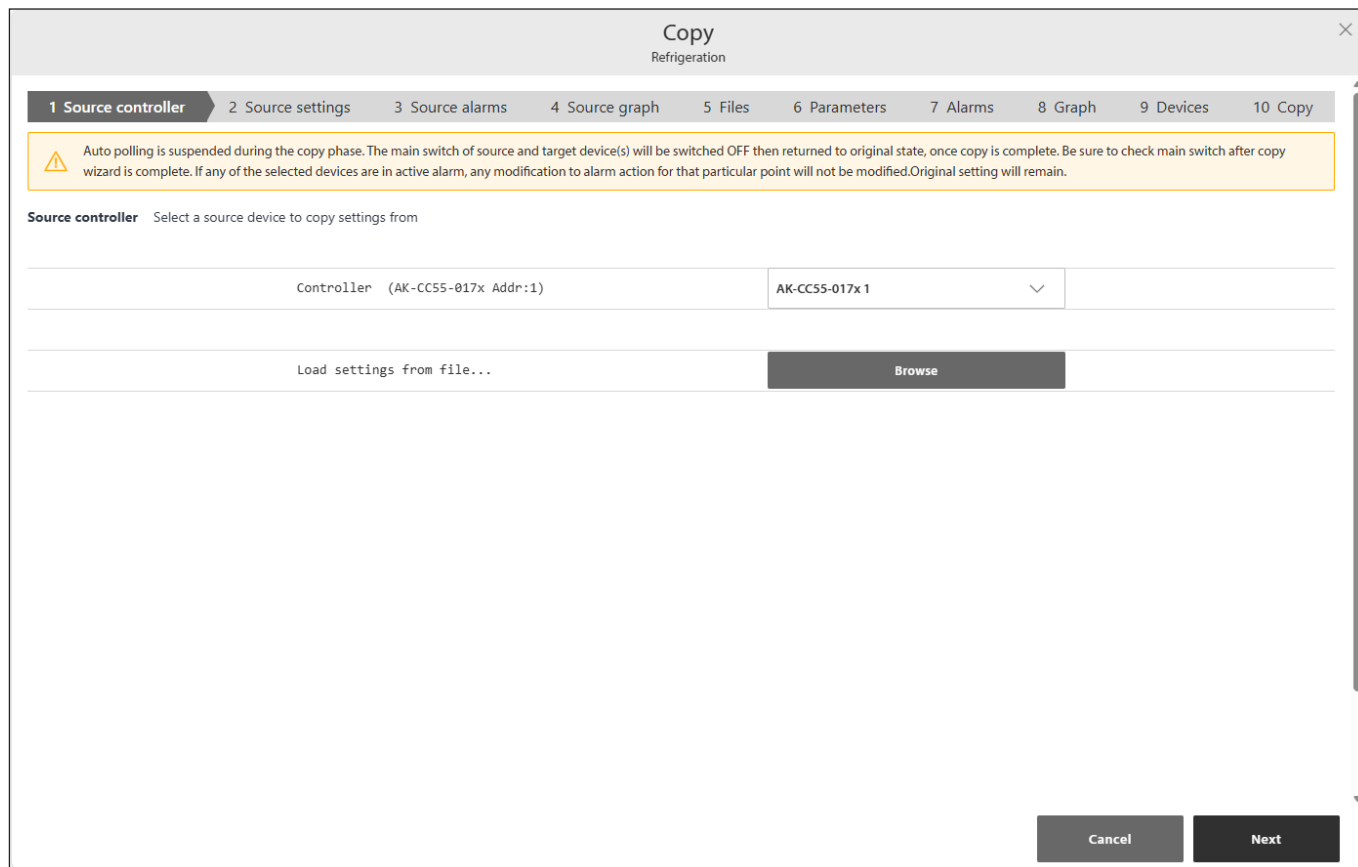 Copy
Refrigeration
1 Source controller 2 Source settings 3 Source alarms 4 Source graph 5 Files 6 Parameters 7 Alarms 8 Graph 9 Devices 10 Copy
Auto polling is suspended during the copy phase. The main switch of source and target device(s) will be switched OFF then returned to original state, once copy is complete. Be sure to check main switch after copy
wizard is complete. If any of the selected devices are in active alarm, any modification to alarm action for that particular point will not be modified.Original setting will remain.
Source controller Select a source device to copy settings from
Controller (AK-CC55-017x Addr:1) AK-CC55-017x 1
Load settings from file... Browse
Cancel Next